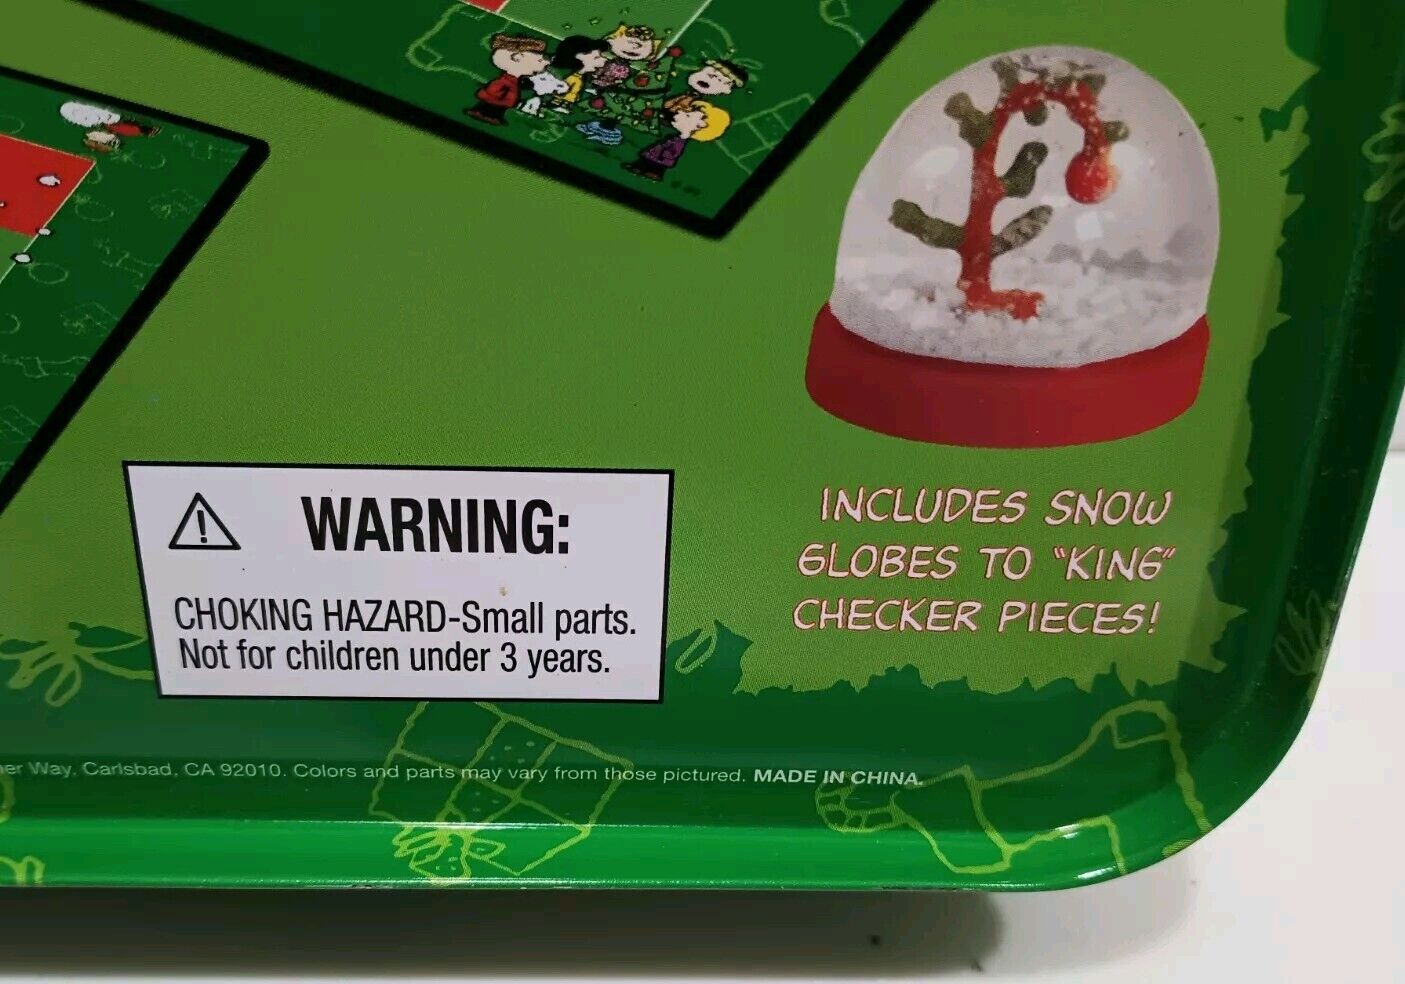 WARNING:
CHOKING HAZARD-Small parts.
Not for children under 3 years.
INCLUDES SNOW
GLOBES TO "KING"
CHECKER PIECES!
Way, Carlsbad, CA 92010. Colors and parts may vary from those pictured. MADE IN CHINA.